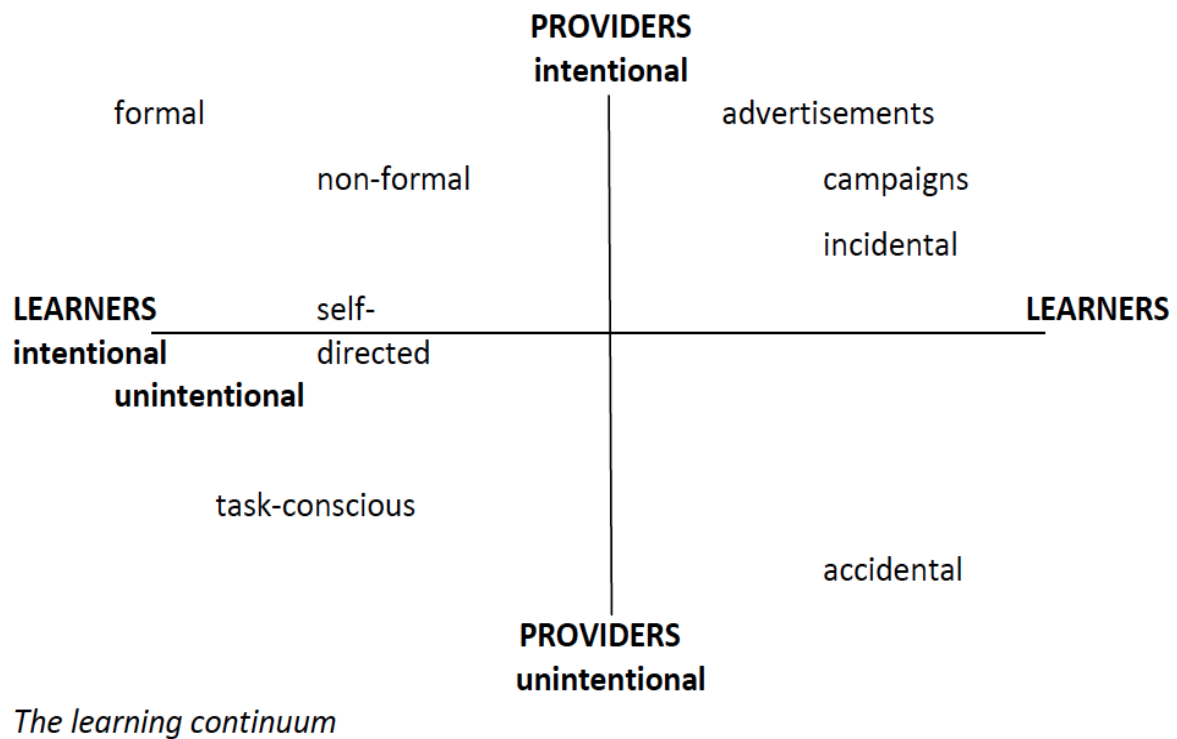 PROVIDERS
intentional
formal advertisements
non-formal campaigns
incidental
LEARNERS self- LEARNERS
intentional directed
unintentional
task-conscious
accidental
PROVIDERS
unintentional
The learning continuum